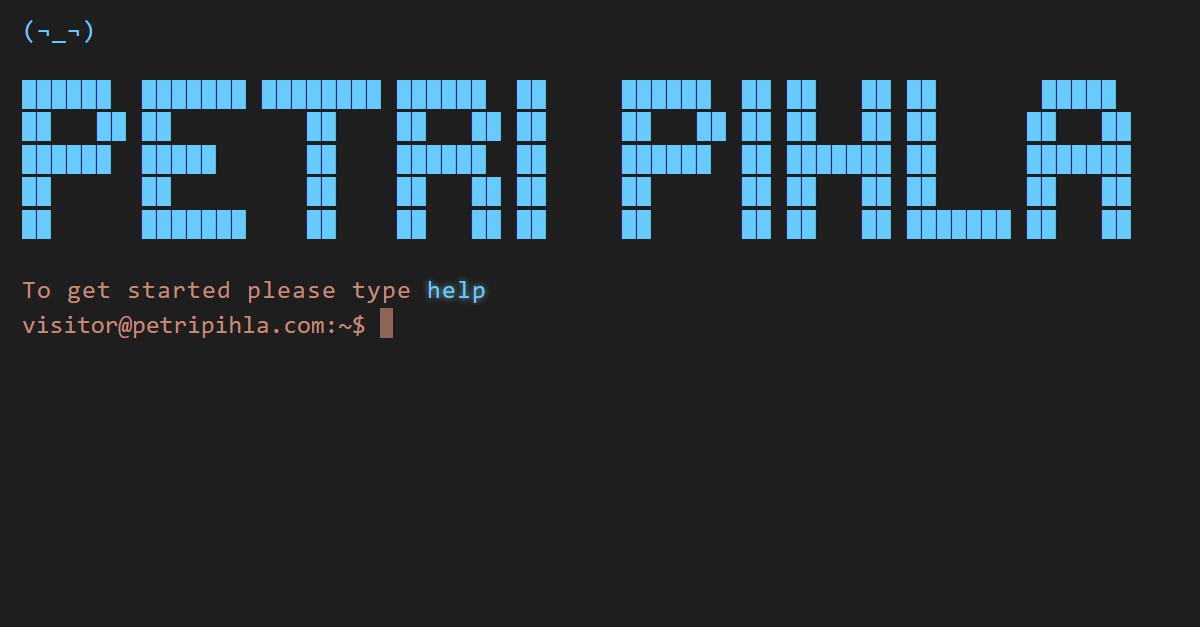 (¬_¬)
PETRI PIHLA
To get started please type help
visitor@petripihla.com:~$